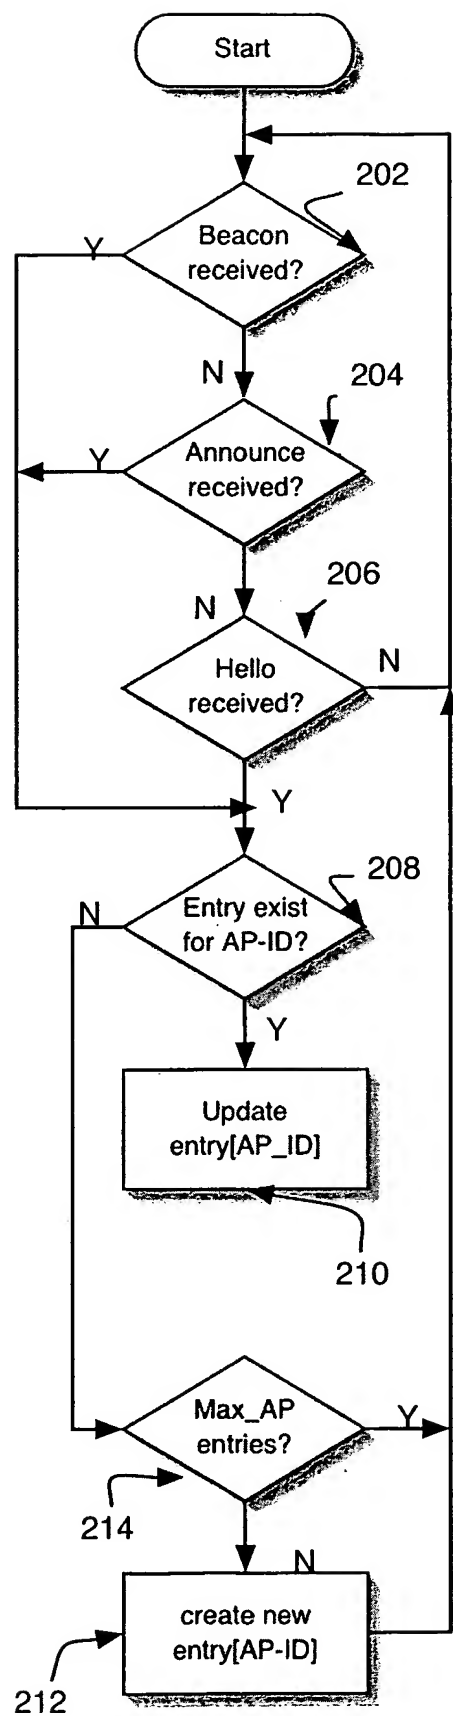 Start
202
Beacon
received?
Y
N
204
Announce
received?
Y
206
N
Hello
received?
N
Y
208
Entry exist
for AP-ID?
N
Y
Update
entry[AP_ID]
210
Max_AP
entries?
Y
214
N
create new
entry[AP-ID]
212